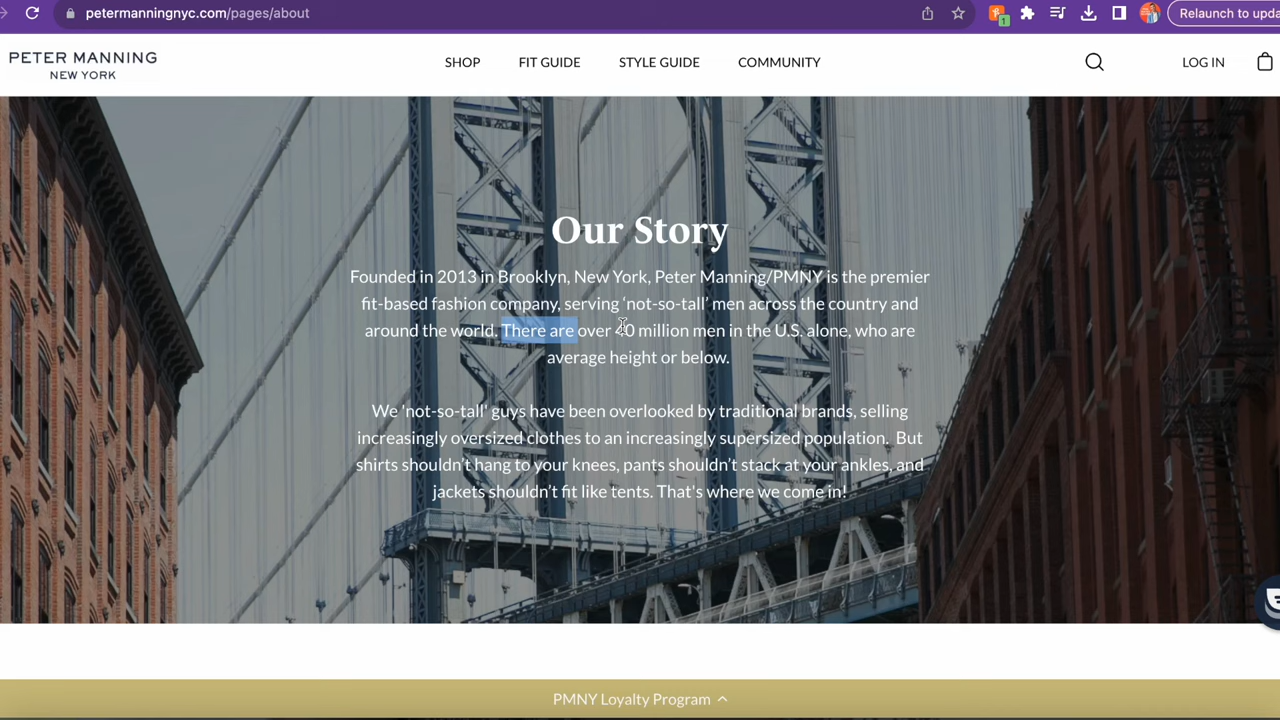 petermanningnyc.com/pages/about
1
Relaunch to upda
PETER MANNING
NEW YORK
SHOP
FIT GUIDE
STYLE GUIDE
COMMUNITY
LOG IN
Our Story
Founded in 2013 in Brooklyn, New York, Peter Manning/PMNY is the premier
fit-based fashion company, serving ‘not-so-tall’ men across the country and
around the world. There are over 40 million men in the U.S. alone, who are
average height or below.
We 'not-so-tall' guys have been overlooked by traditional brands, selling
increasingly oversized clothes to an increasingly supersized population. But
shirts shouldn’t hang to your knees, pants shouldn’t stack at your ankles, and
jackets shouldn’t fit like tents. That's where we come in!
PMNY Loyalty Program